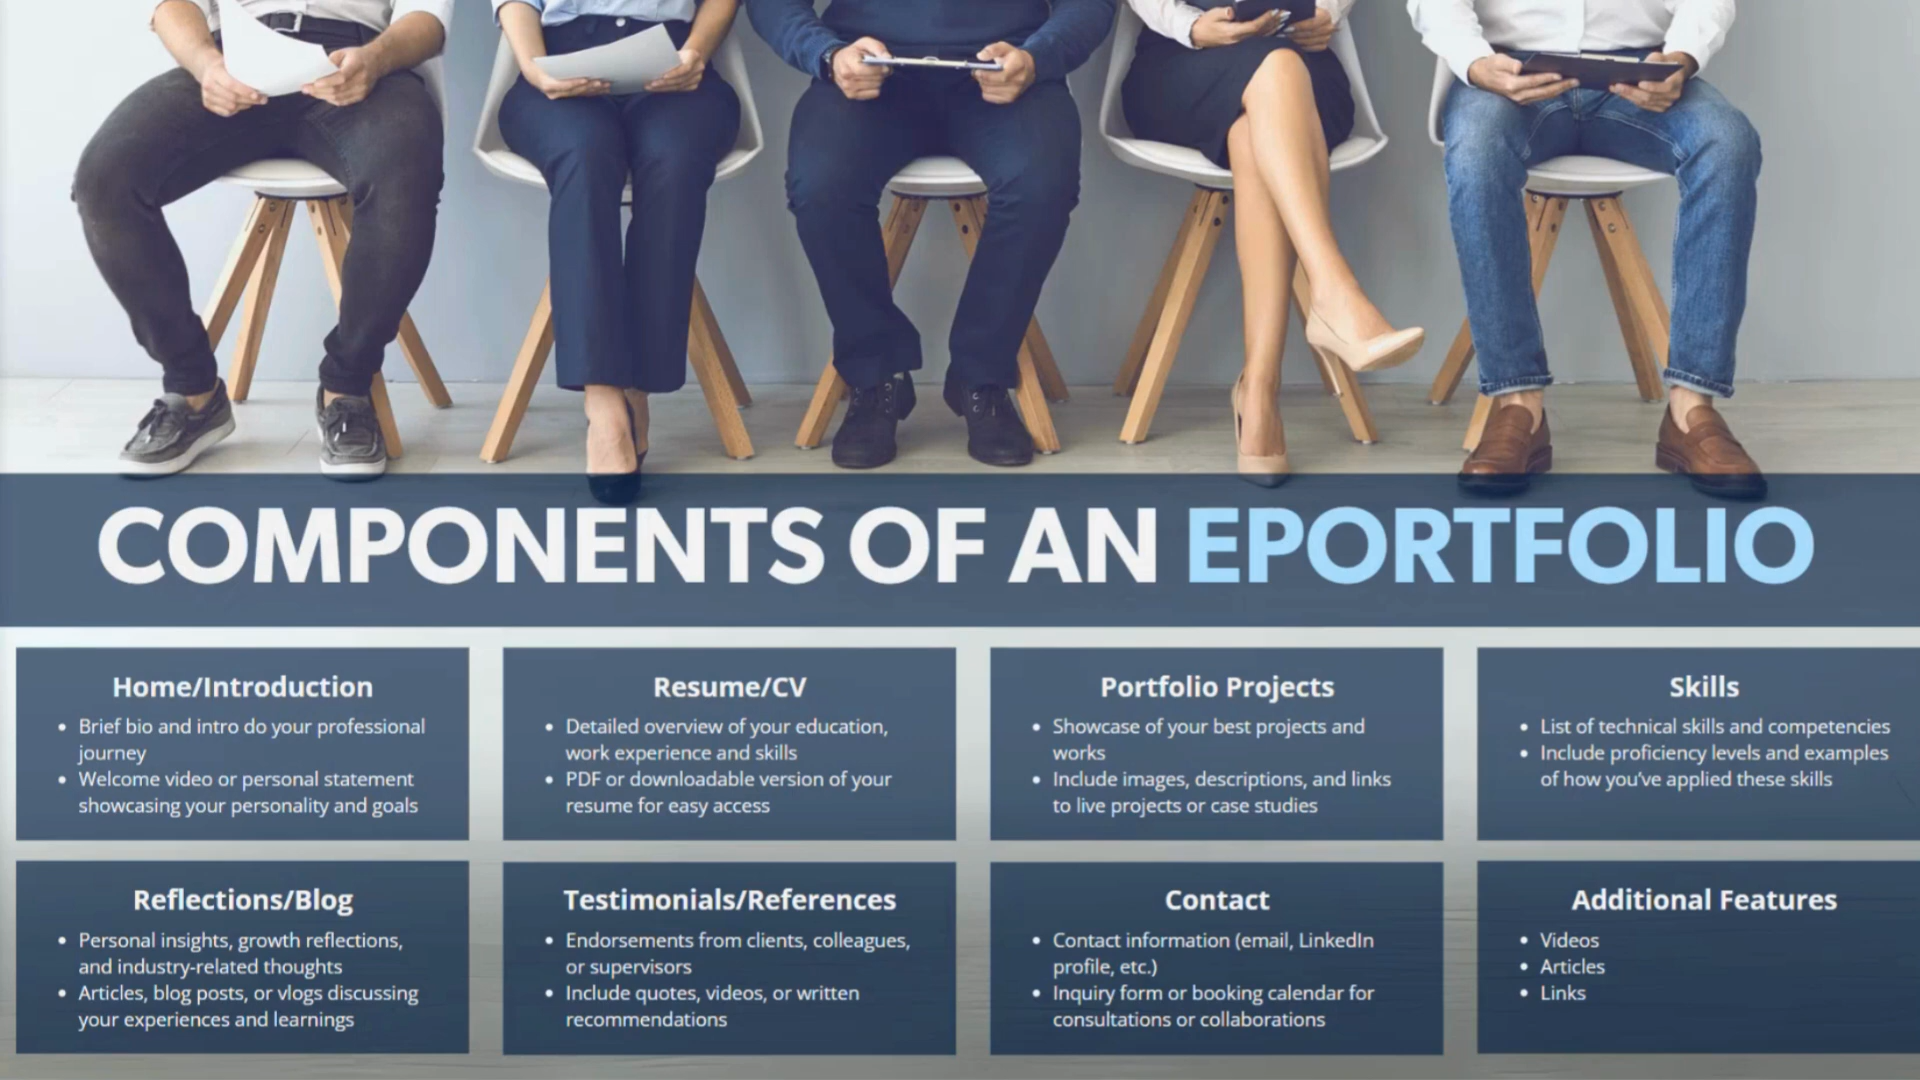 COMPONENTS OF AN EPORTFOLIO
Home/Introduction
• Brief bio and intro do your professional
journey
• Welcome video or personal statement
showcasing your personality and goals
Resume/CV
• Detailed overview of your education,
work experience and skills
• PDF or downloadable version of your
resume for easy access
Portfolio Projects
• Showcase of your best projects and
works
• Include images, descriptions, and links
to live projects or case studies
Skills
• List of technical skills and competencies
• Include proficiency levels and examples
of how you've applied these skills
Reflections/Blog
• Personal insights, growth reflections,
and industry-related thoughts
• Articles, blog posts, or vlogs discussing
your experiences and learnings
Testimonials/References
• Endorsements from clients, colleagues,
or supervisors
• Include quotes, videos, or written
recommendations
Contact
• Contact information (email, LinkedIn
profile, etc.)
• Inquiry form or booking calendar for
consultations or collaborations
Additional Features
• Videos
• Articles
• Links